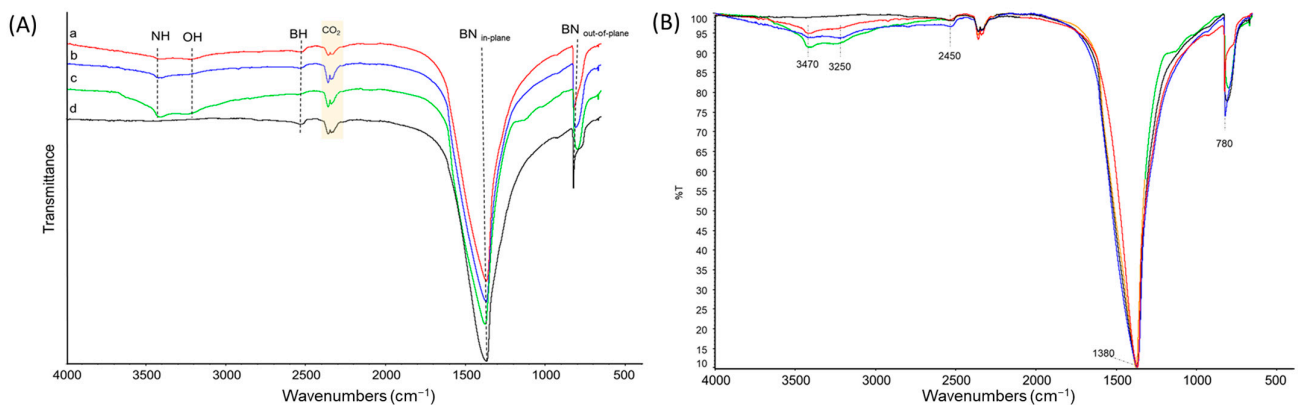 (A)
a
b
c
d
NH
OH
BH
CO2
BN in-plane
BN out-of-plane
Transmittance
4000
3500
3000
2500
2000
1500
1000
500
Wavenumbers (cm−1)
(B)
100
95
90
85
80
75
70
65
60
55
50
45
40
35
30
25
20
15
10
%T
3470
3250
2450
780
1380
4000
3500
3000
2500
2000
1500
1000
500
Wavenumbers (cm−1)